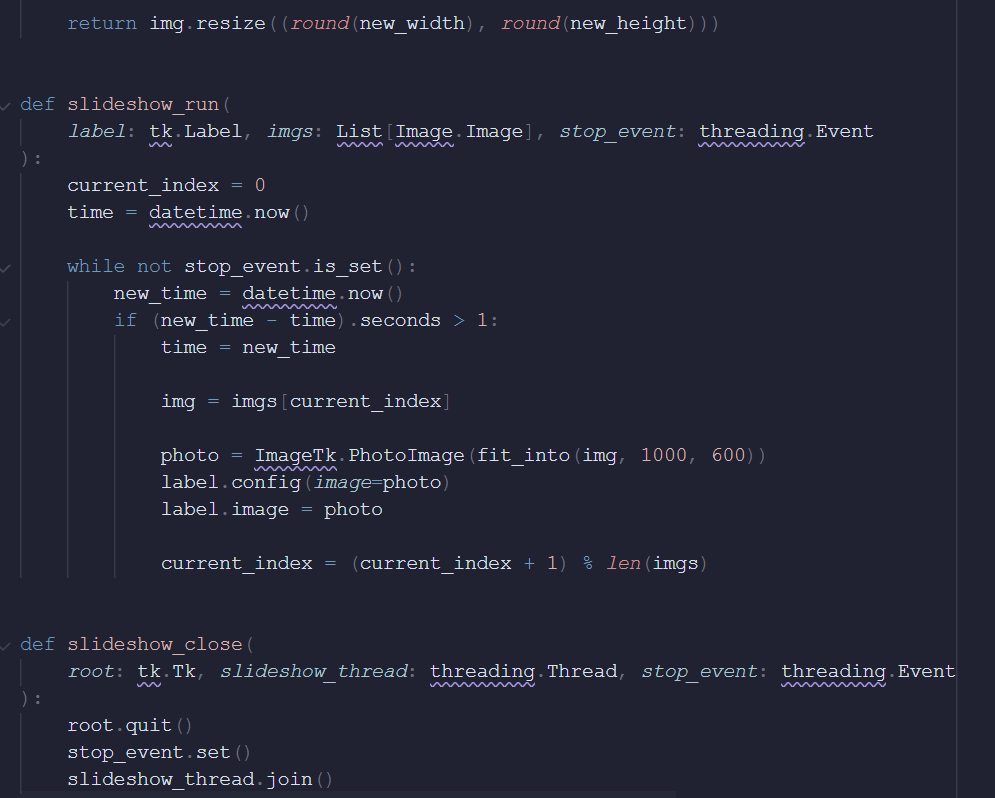 return img.resize((round(new_width), round(new_height)))
def slideshow_run(
label: tk.Label, imgs: List[Image.Image], stop_event: threading.Event
):
current_index = 0
time = datetime.now()
while not stop_event.is_set():
new_time = datetime.now()
if (new_time - time).seconds > 1:
time = new_time
img = imgs[current_index]
photo = ImageTk.PhotoImage(fit_into(img, 1000, 600))
label.config(image=photo)
label.image = photo
current_index = (current_index + 1) % len(imgs)
def slideshow_close(
root: tk.Tk, slideshow_thread: threading.Thread, stop_event: threading.Event
):
root.quit()
stop_event.set()
slideshow_thread.join()